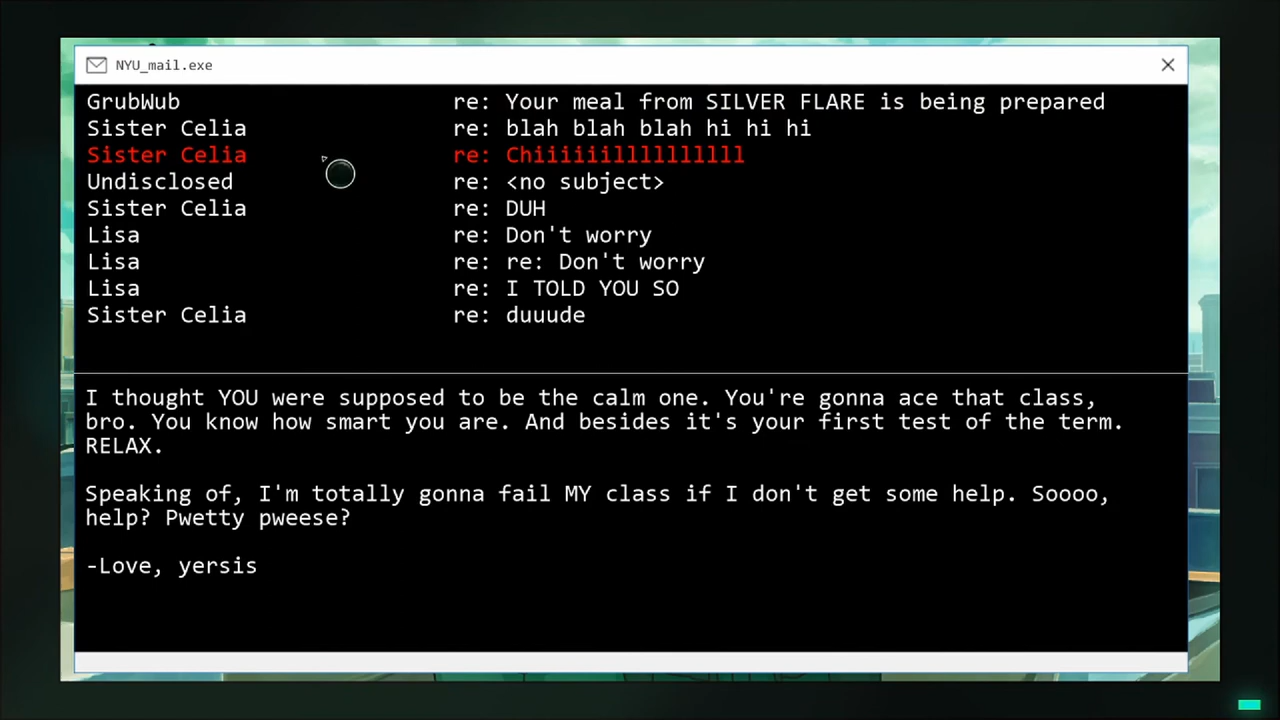 NYU_mail.exe
GrubWub re: Your meal from SILVER FLARE is being prepared
Sister Celia re: blah blah blah hi hi hi
Sister Celia re: Chiiiiiillllllllll
Undisclosed re: <no subject>
Sister Celia re: DUH
Lisa re: Don't worry
Lisa re: re: Don't worry
Lisa re: I TOLD YOU SO
Sister Celia re: duuude
I thought YOU were supposed to be the calm one. You're gonna ace that class,
bro. You know how smart you are. And besides it's your first test of the term.
RELAX.
Speaking of, I'm totally gonna fail MY class if I don't get some help. Soooo,
help? Pwetty pweese?
-Love, yersis